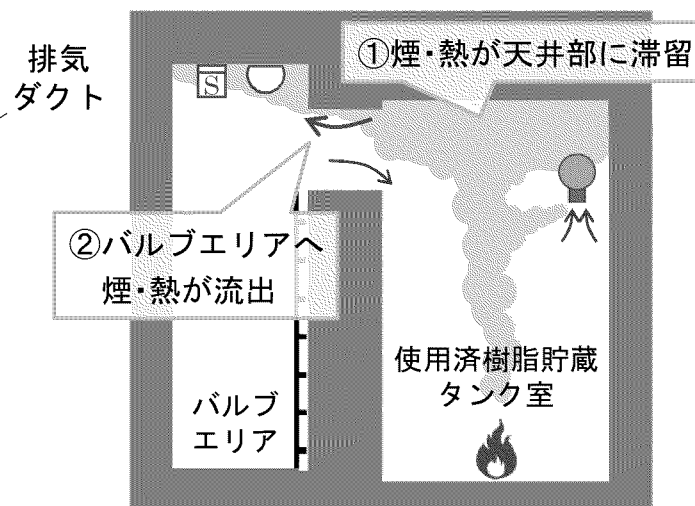 排気
ダクト
①煙・熱が天井部に滞留
S
②バルブエリアへ
煙・熱が流出
使用済樹脂貯蔵
タンク室
バルブ
エリア